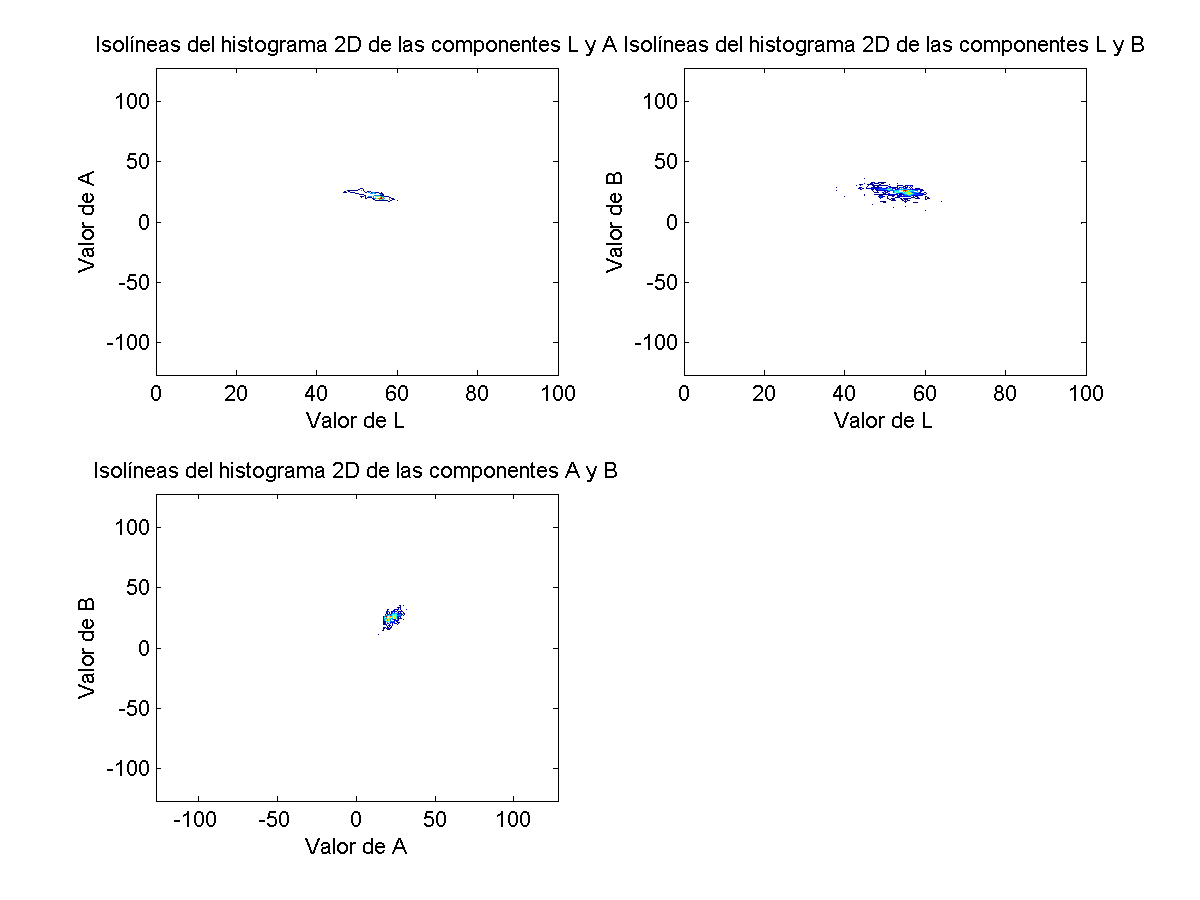 Isolíneas del histograma 2D de las componentes L y A
100
50
0
-50
-100
Valor de A
0 20 40 60 80 100
Valor de L
Isolíneas del histograma 2D de las componentes L y B
100
50
0
-50
-100
Valor de B
0 20 40 60 80 100
Valor de L
Isolíneas del histograma 2D de las componentes A y B
100
50
0
-50
-100
Valor de B
-100 -50 0 50 100
Valor de A